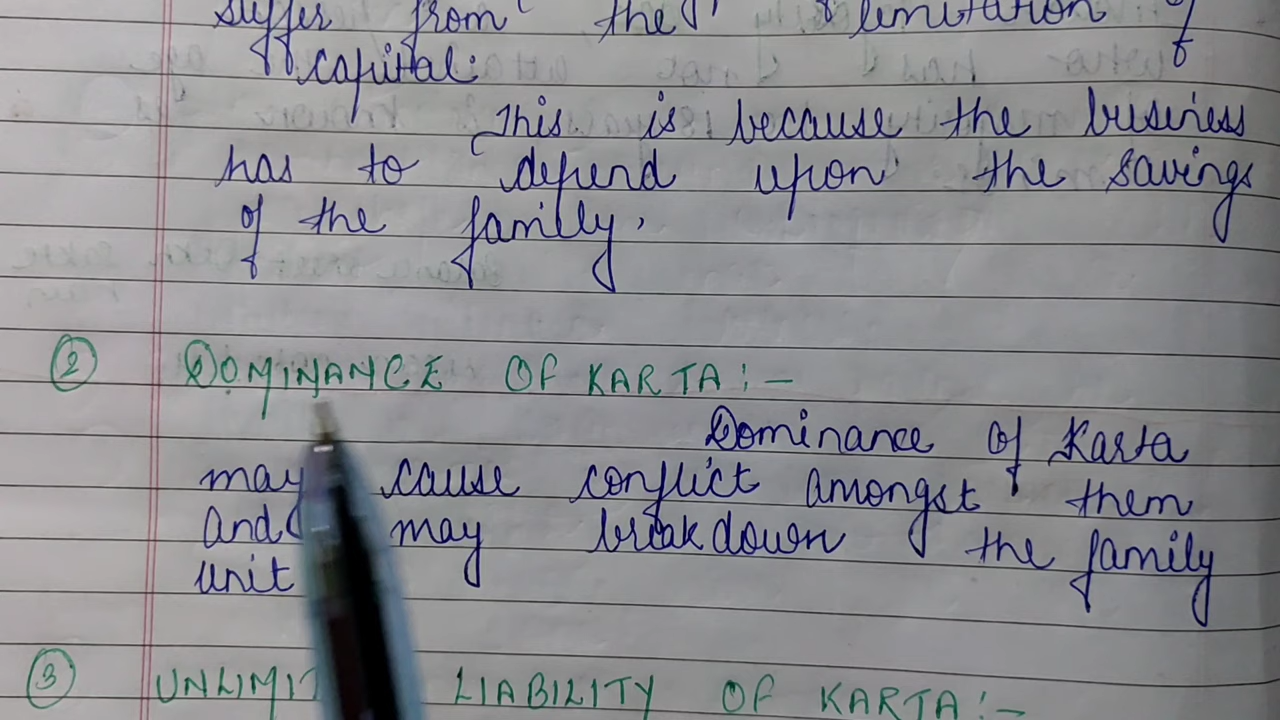 suffer from the limitation of
capital.
This is because the business
has to depend upon the savings
of the family.
② DOMINANCE OF KARTA :-
Dominance of Karta
may cause conflict amongst them
and may breakdown the family
unit
③ LIABILITY OF KARTA :-